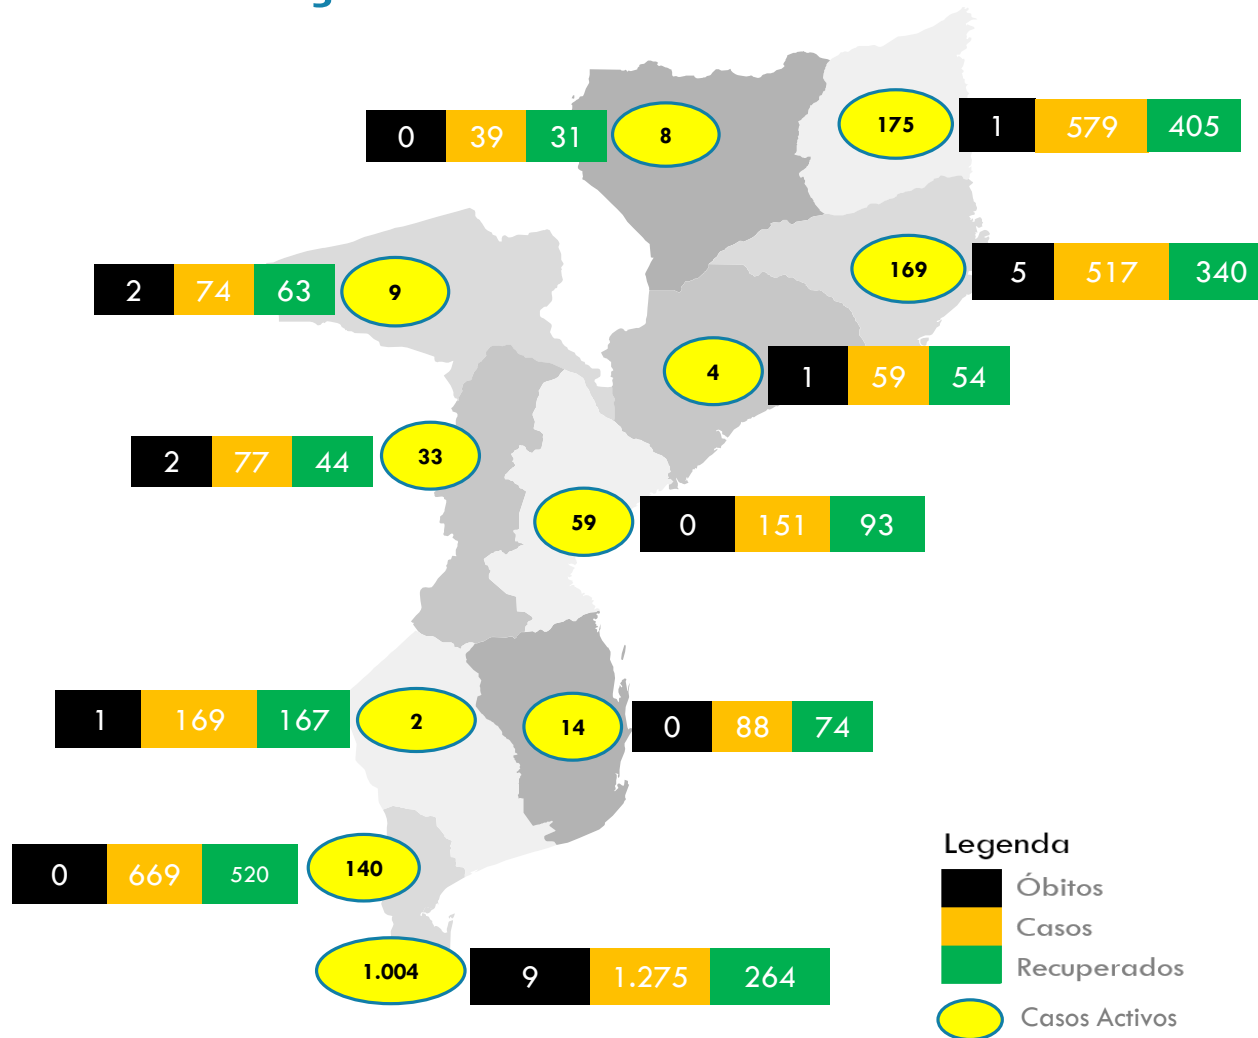 0 39 31 8
175 1 579 405
2 74 63 9
169 5 517 340
4 1 59 54
2 77 44 33
59 0 151 93
1 169 167 2
14 0 88 74
0 669 520 140
1.004 9 1.275 264
Legenda
Óbitos
Casos
Recuperados
Casos Activos